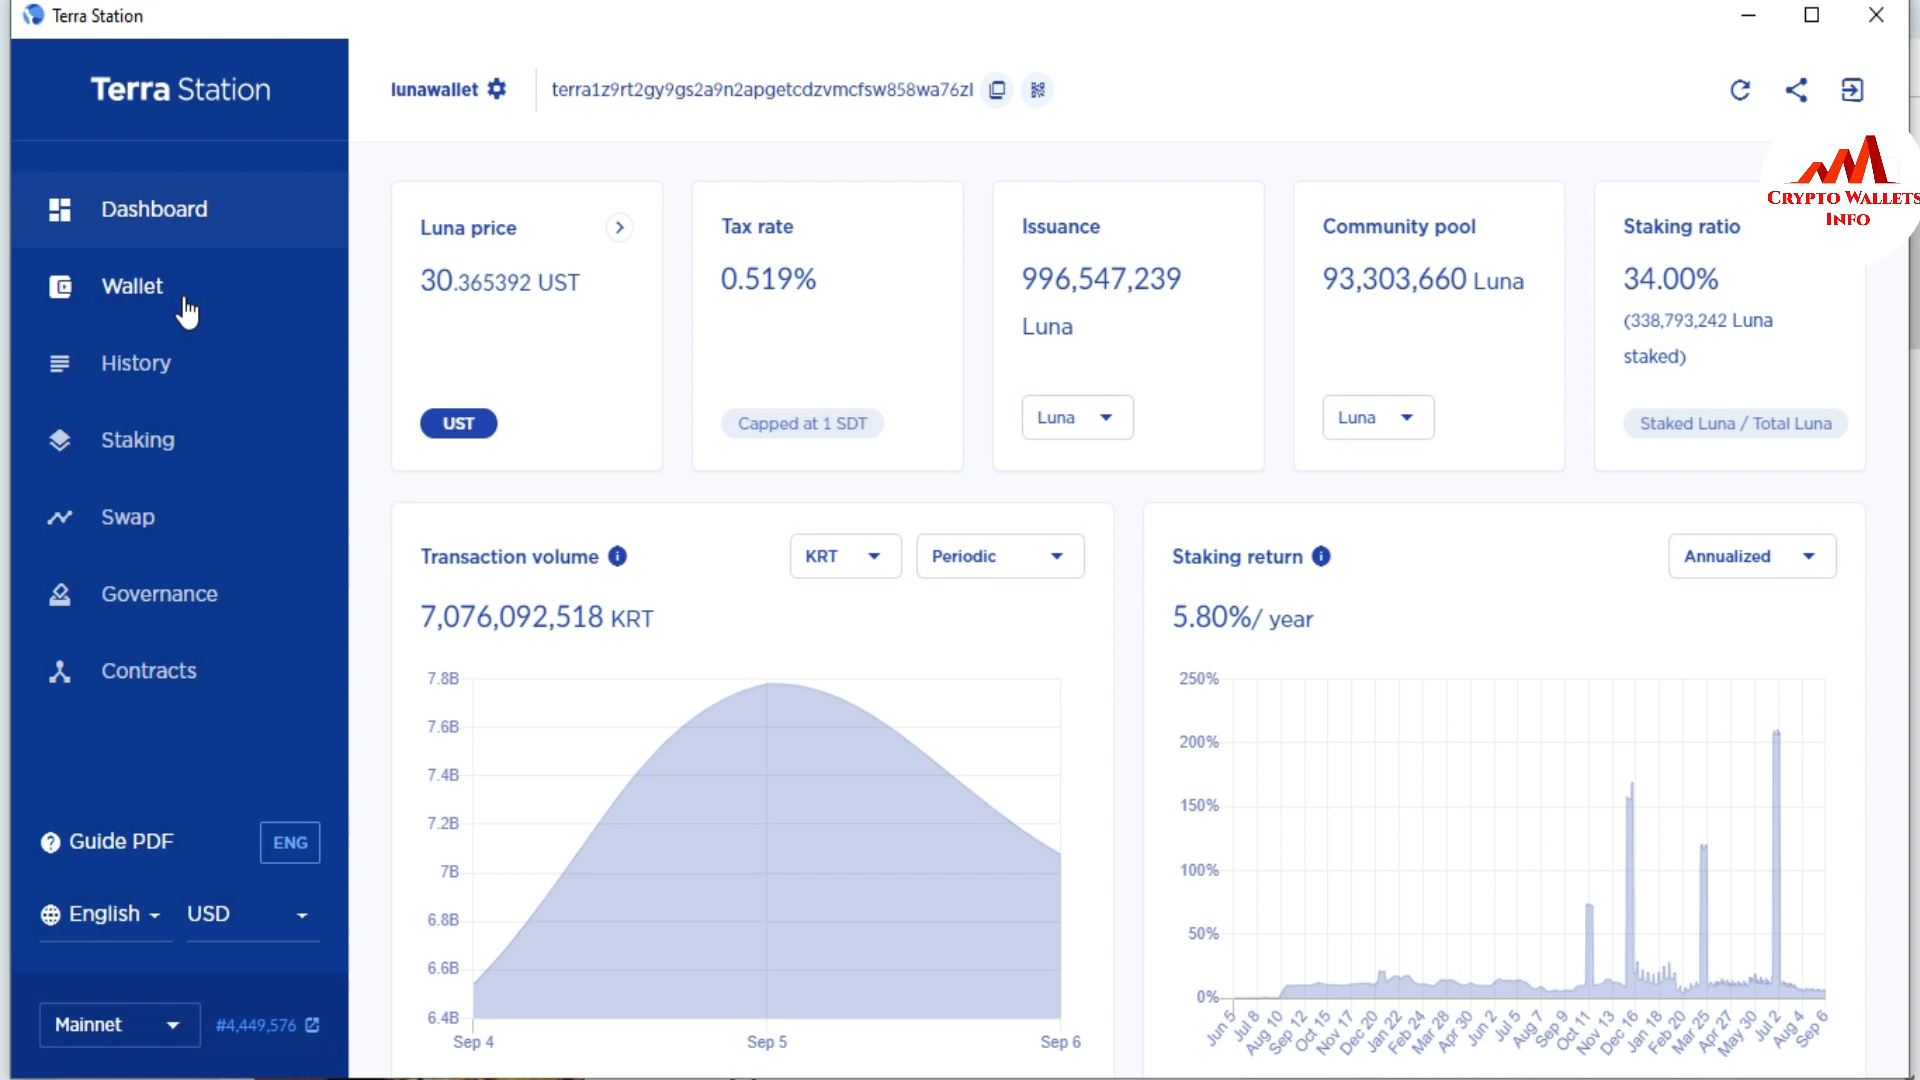 Terra Station
Terra Station
lunawallet
terra1z9rt2gy9gs2a9n2apgetcdzvmcfsw858wa76zl
CRYPTO WALLETS
INFO
Dashboard
Wallet
History
Staking
Swap
Governance
Contracts
Guide PDF
ENG
English
USD
Mainnet
#4,449,576
Luna price
30.365392 UST
UST
Tax rate
0.519%
Capped at 1 SDT
Issuance
996,547,239
Luna
Luna
Community pool
93,303,660 Luna
Luna
Staking ratio
34.00%
(338,793,242 Luna
staked)
Staked Luna / Total Luna
Transaction volume
KRT
Periodic
7,076,092,518 KRT
7.8B
7.6B
7.4B
7.2B
7B
6.8B
6.6B
6.4B
Sep 4
Sep 5
Sep 6
Staking return
Annualized
5.80%/ year
250%
200%
150%
100%
50%
0%
Jun 5
Jul 8
Aug 10
Sep 12
Oct 15
Nov 17
Dec 20
Jan 22
Feb 24
Mar 28
Apr 30
Jun 2
Jul 5
Aug 7
Sep 9
Oct 11
Nov 13
Dec 16
Jan 18
Feb 20
Mar 25
Apr 27
May 30
Jul 2
Aug 4
Sep 6